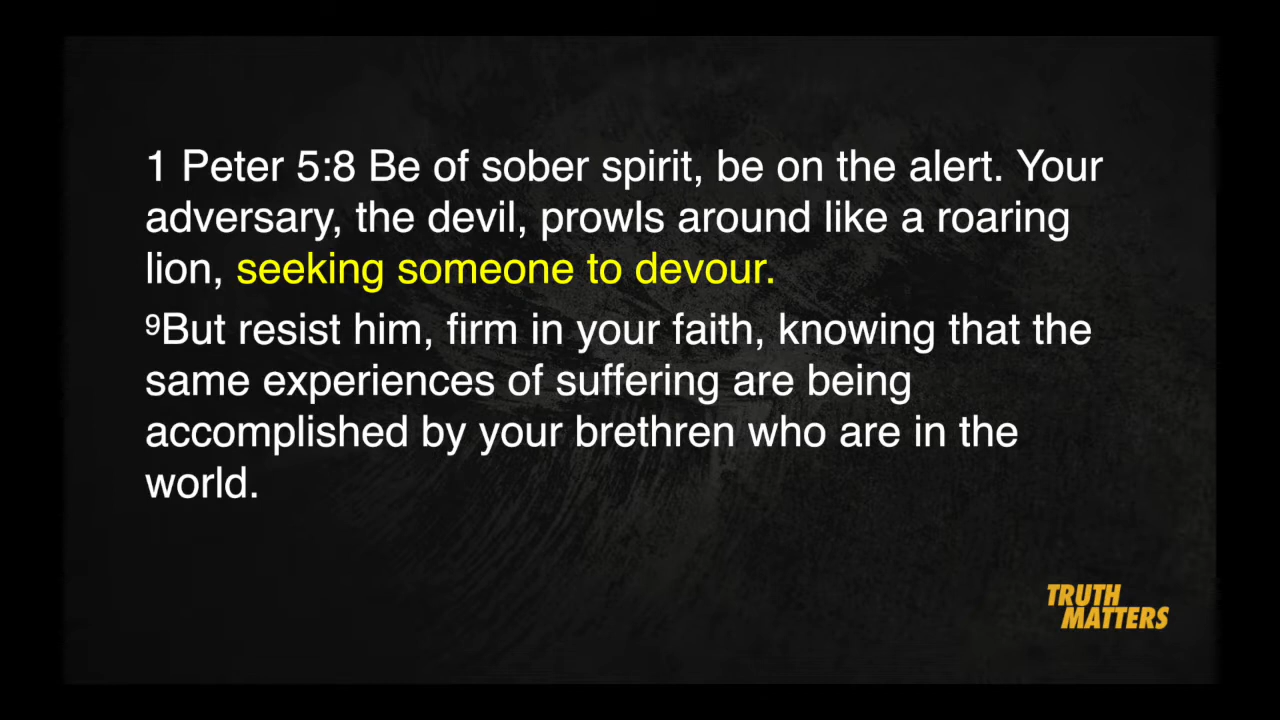 1 Peter 5:8 Be of sober spirit, be on the alert. Your
adversary, the devil, prowls around like a roaring
lion, seeking someone to devour.
⁹But resist him, firm in your faith, knowing that the
same experiences of suffering are being
accomplished by your brethren who are in the
world.
TRUTH
MATTERS